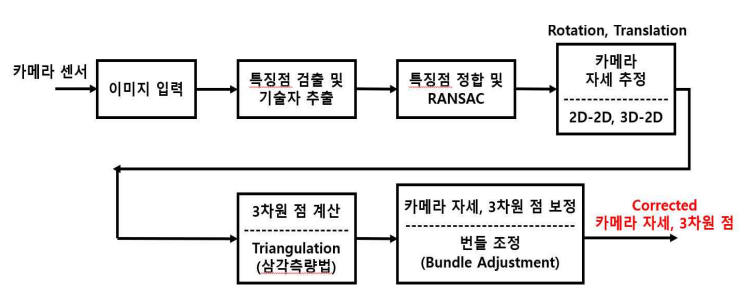 Rotation, Translation
카메라 센서
이미지 입력
특징점 검출 및
기술자 추출
특징점 정합 및
RANSAC
카메라
자세 추정
2D-2D, 3D-2D
3차원 점 계산
Triangulation
(삼각측량법)
카메라 자세, 3차원 점 보정
번들 조정
(Bundle Adjustment)
Corrected
카메라 자세, 3차원 점